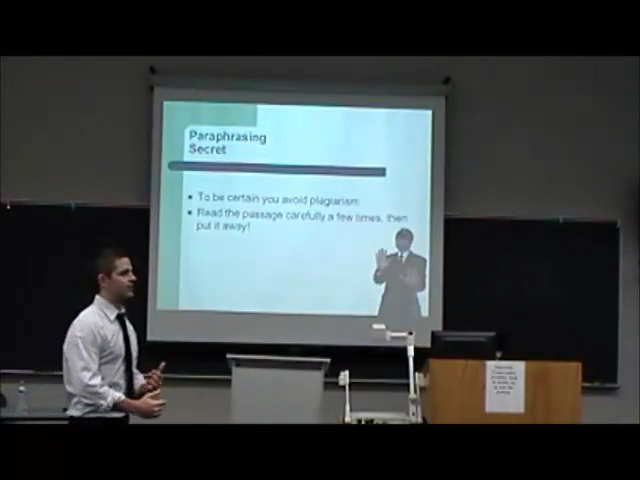 Paraphrasing
Secret
To be certain you avoid plagiarism:
Read the passage carefully a few times, then
put it away!